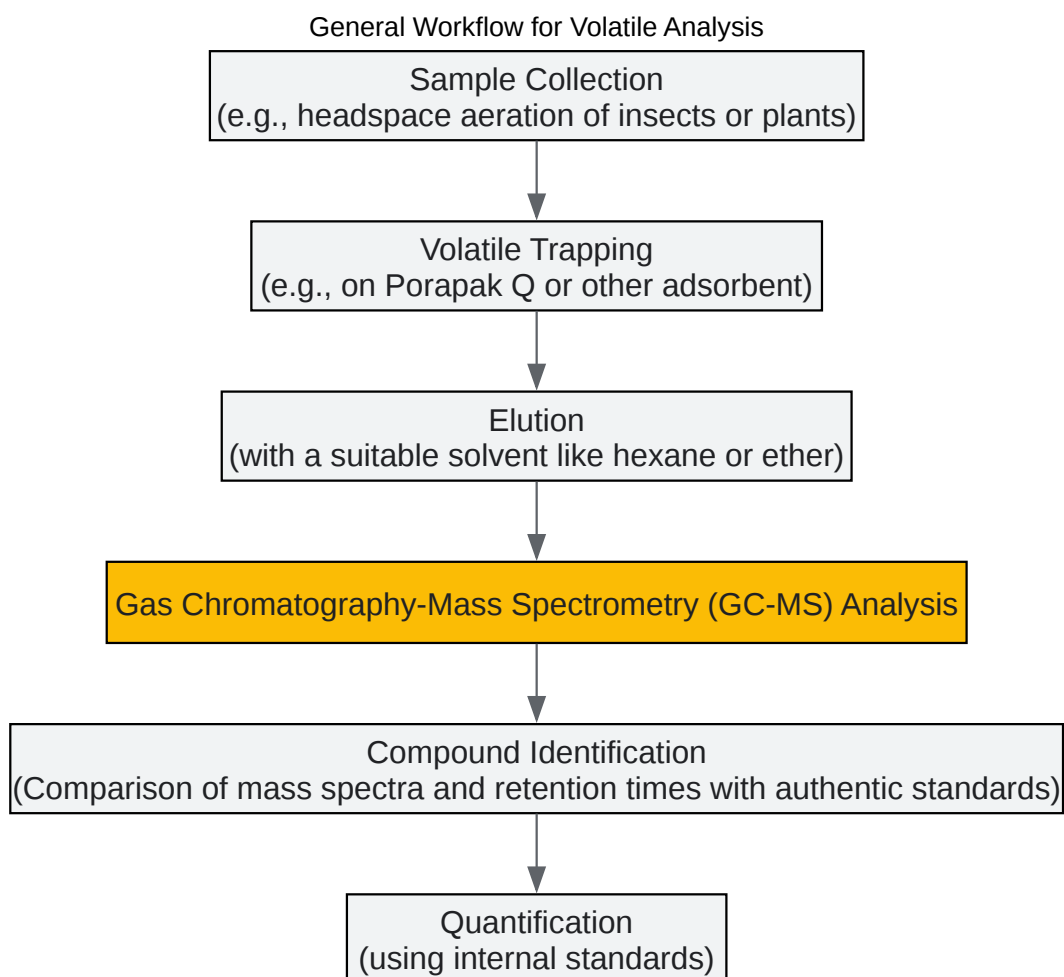 General Workflow for Volatile Analysis
Sample Collection
(e.g., headspace aeration of insects or plants)
Volatile Trapping
(e.g., on Porapak Q or other adsorbent)
Elution
(with a suitable solvent like hexane or ether)
Gas Chromatography-Mass Spectrometry (GC-MS) Analysis
Compound Identification
(Comparison of mass spectra and retention times with authentic standards)
Quantification
(using internal standards)